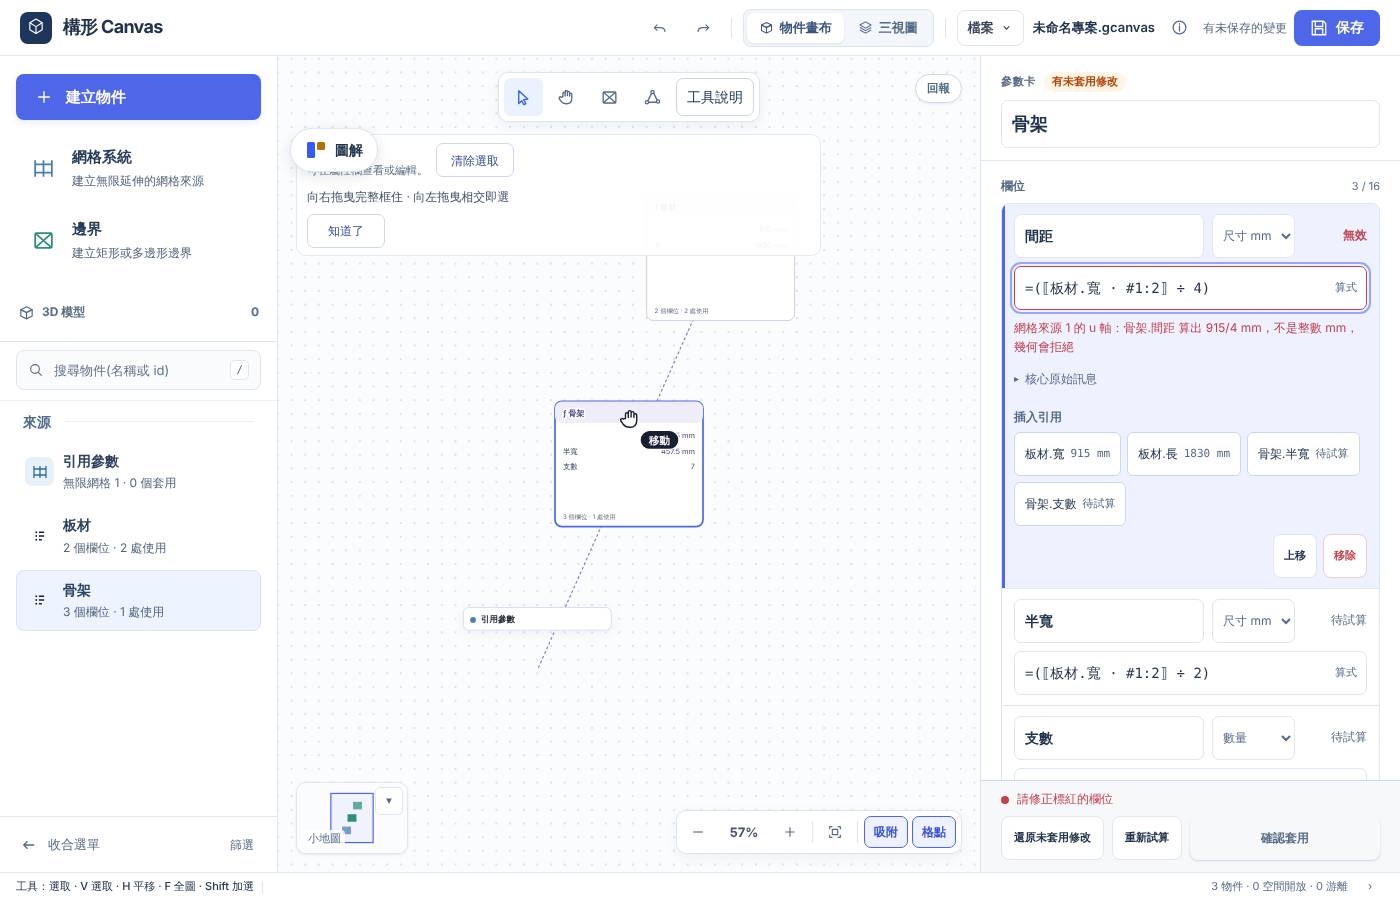 構形 Canvas
物件畫布
三視圖
檔案
未命名專案.gcanvas
有未保存的變更
保存
建立物件
網格系統
建立無限延伸的網格來源
邊界
建立矩形或多邊形邊界
3D 模型
0
搜尋物件(名稱或 id)
/
來源
引用參數
無限網格 1 · 0 個套用
板材
2 個欄位 · 2 處使用
骨架
3 個欄位 · 1 處使用
收合選單
篩選
工具說明
回報
圖解
查看或編輯。
清除選取
向右拖曳完整框住 · 向左拖曳相交即選
知道了
2 個欄位 · 2 處使用
ƒ 骨架
mm
移動
半寬
457.5 mm
支數
7
3 個欄位 · 1 處使用
引用參數
小地圖
57%
吸附
格點
參數卡
有未套用修改
骨架
欄位
3 / 16
間距
尺寸 mm
無效
=(⟦板材.寬 · #1:2⟧ ÷ 4)
算式
網格來源 1 的 u 軸：骨架.間距 算出 915/4 mm，不是整數 mm，
幾何會拒絕
▸ 核心原始訊息
插入引用
板材.寬 915 mm
板材.長 1830 mm
骨架.半寬 待試算
骨架.支數 待試算
上移
移除
半寬
尺寸 mm
待試算
=(⟦板材.寬 · #1:2⟧ ÷ 2)
算式
支數
數量
待試算
請修正標紅的欄位
還原未套用修改
重新試算
確認套用
工具：選取 · V 選取 · H 平移 · F 全圖 · Shift 加選
3 物件 · 0 空間開放 · 0 游離